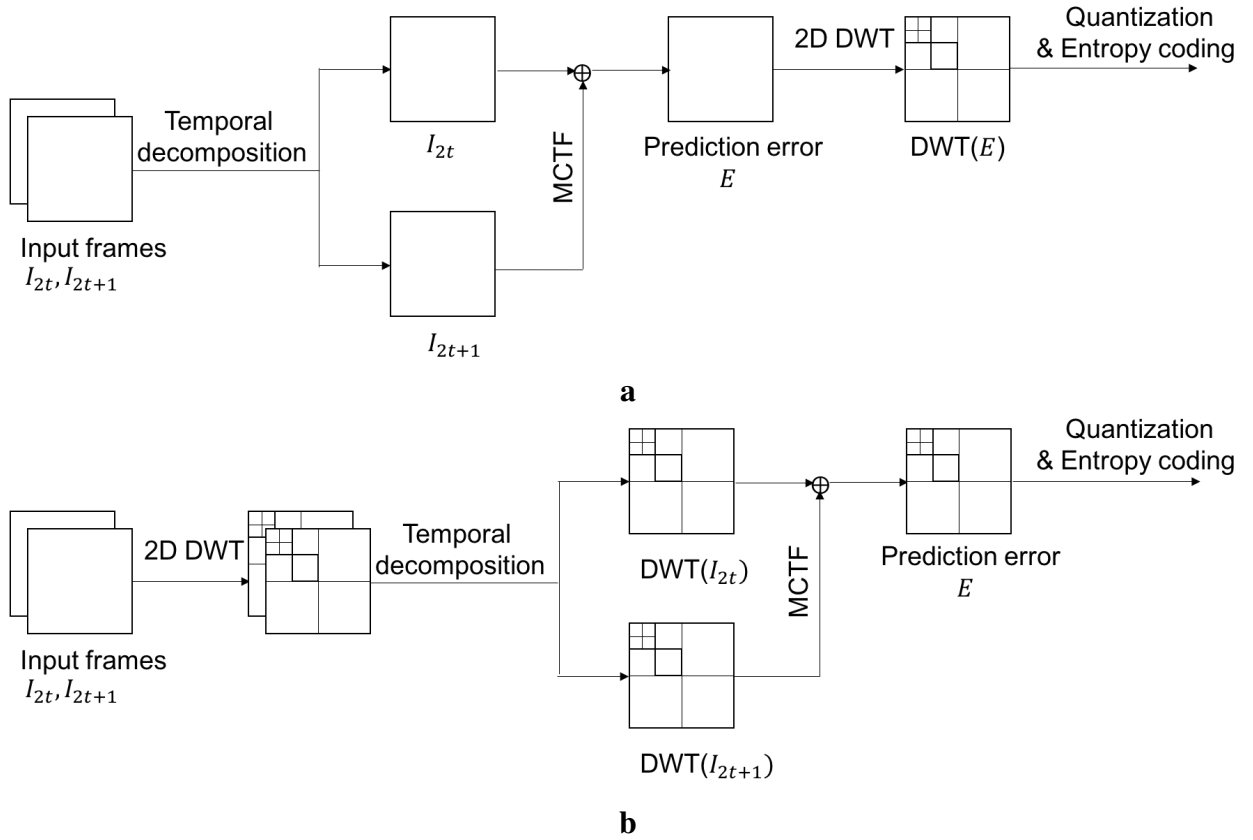 Quantization
& Entropy coding
2D DWT
Temporal
decomposition
I_{2t}
MCTF
Prediction error
E
DWT(E)
Input frames
I_{2t}, I_{2t+1}
I_{2t+1}
a
Quantization
& Entropy coding
2D DWT
Temporal
decomposition
DWT(I_{2t})
MCTF
Prediction error
E
Input frames
I_{2t}, I_{2t+1}
DWT(I_{2t+1})
b